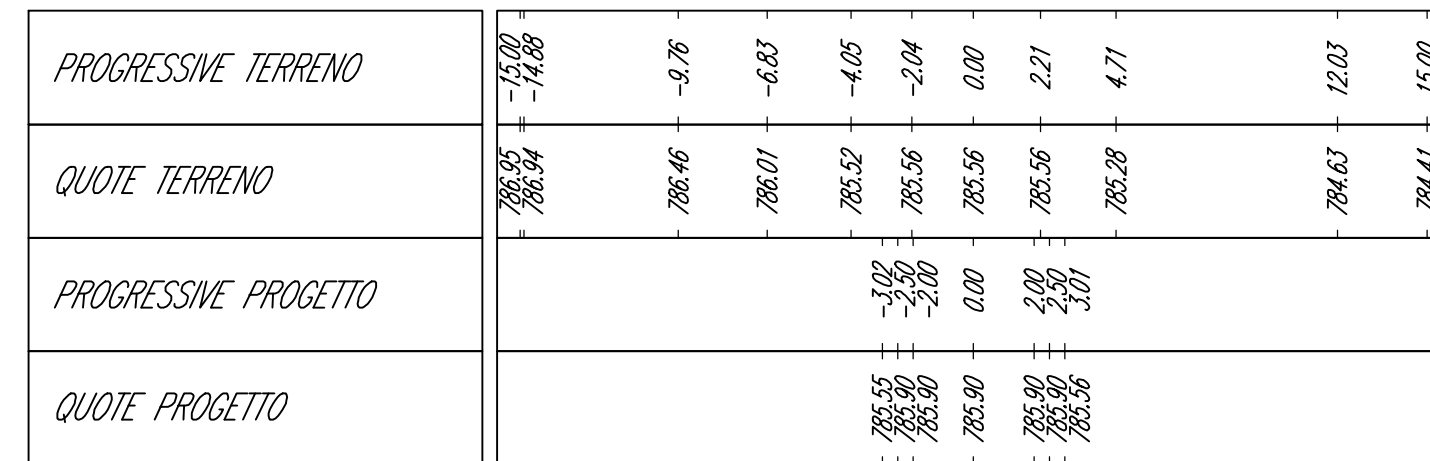 PROGRESSIVE TERRENO -15.00 -14.88 -9.76 -6.83 -4.05 -2.04 0.00 2.21 4.71 12.03 15.00
QUOTE TERRENO 786.95 786.94 786.46 786.01 785.52 785.56 785.56 785.56 785.28 784.63 784.41
PROGRESSIVE PROGETTO -3.02 -2.50 -2.00 0.00 2.00 2.50 3.01
QUOTE PROGETTO 785.55 785.90 785.90 785.90 785.90 785.90 785.56